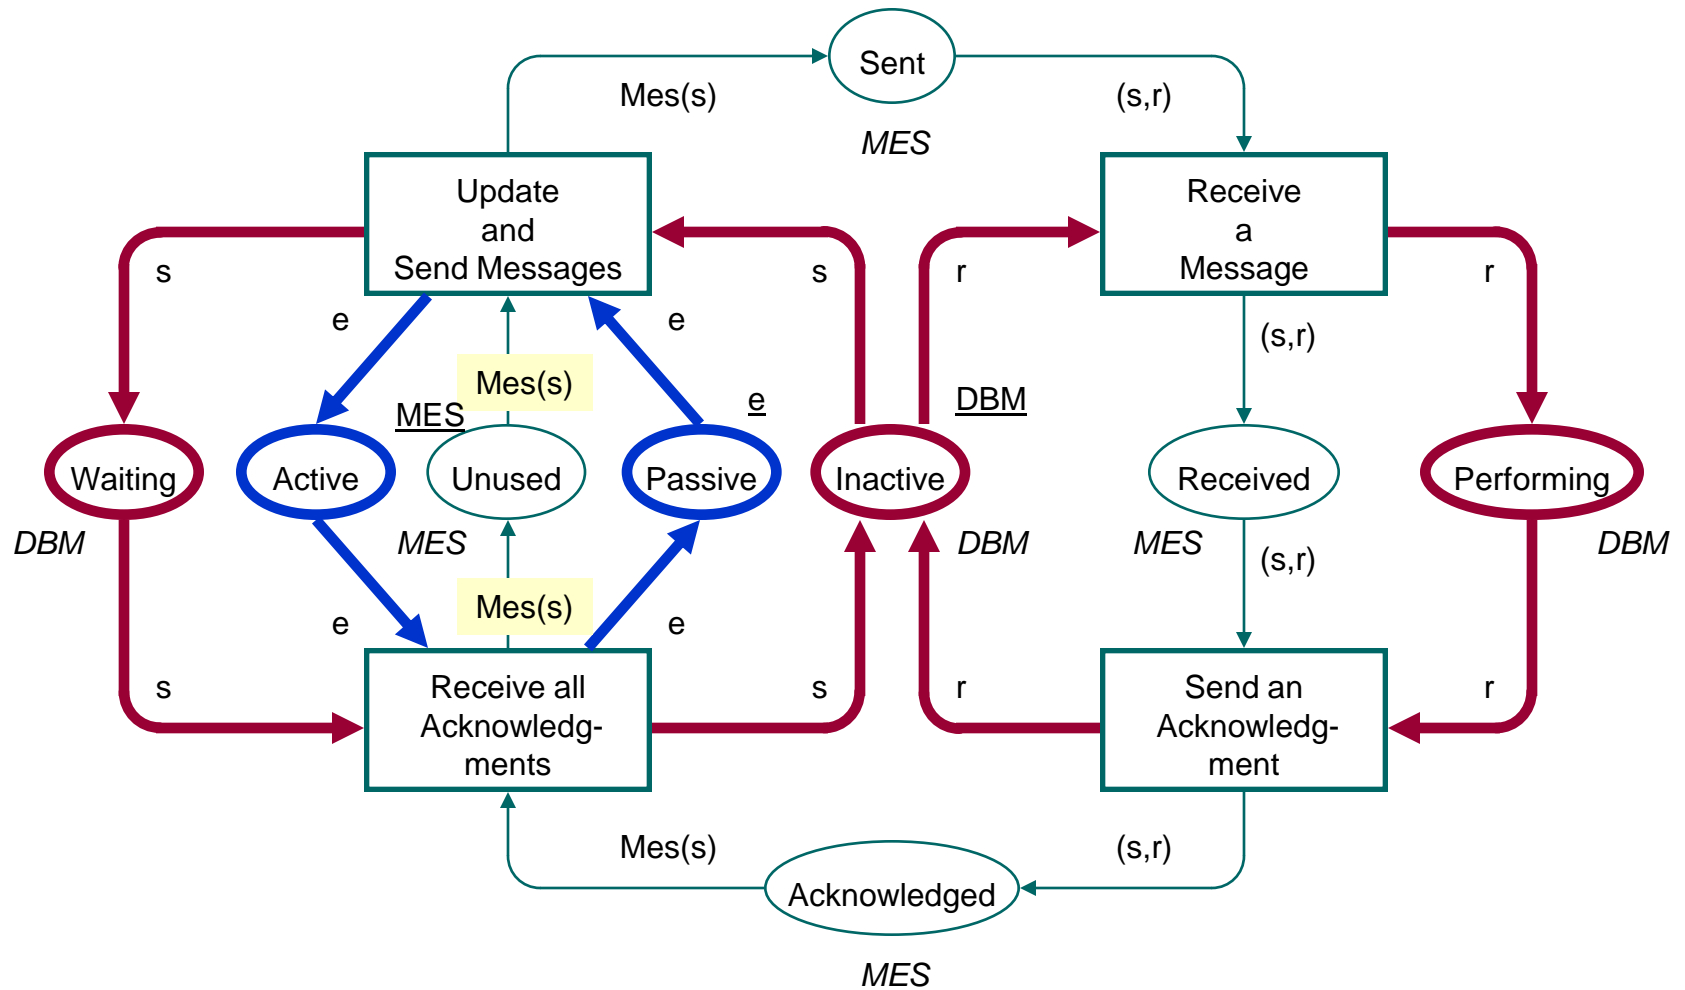 Sent
Mes(s)
(s,r)
MES
Update
and
Send Messages
Receive
a
Message
s
s
r
r
e
e
(s,r)
Mes(s)
MES
e
DBM
Waiting
Active
Unused
Passive
Inactive
Received
Performing
DBM
MES
DBM
MES
DBM
(s,r)
Mes(s)
e
e
s
s
r
r
Receive all
Acknowledg-
ments
Send an
Acknowledg-
ment
Mes(s)
(s,r)
Acknowledged
MES